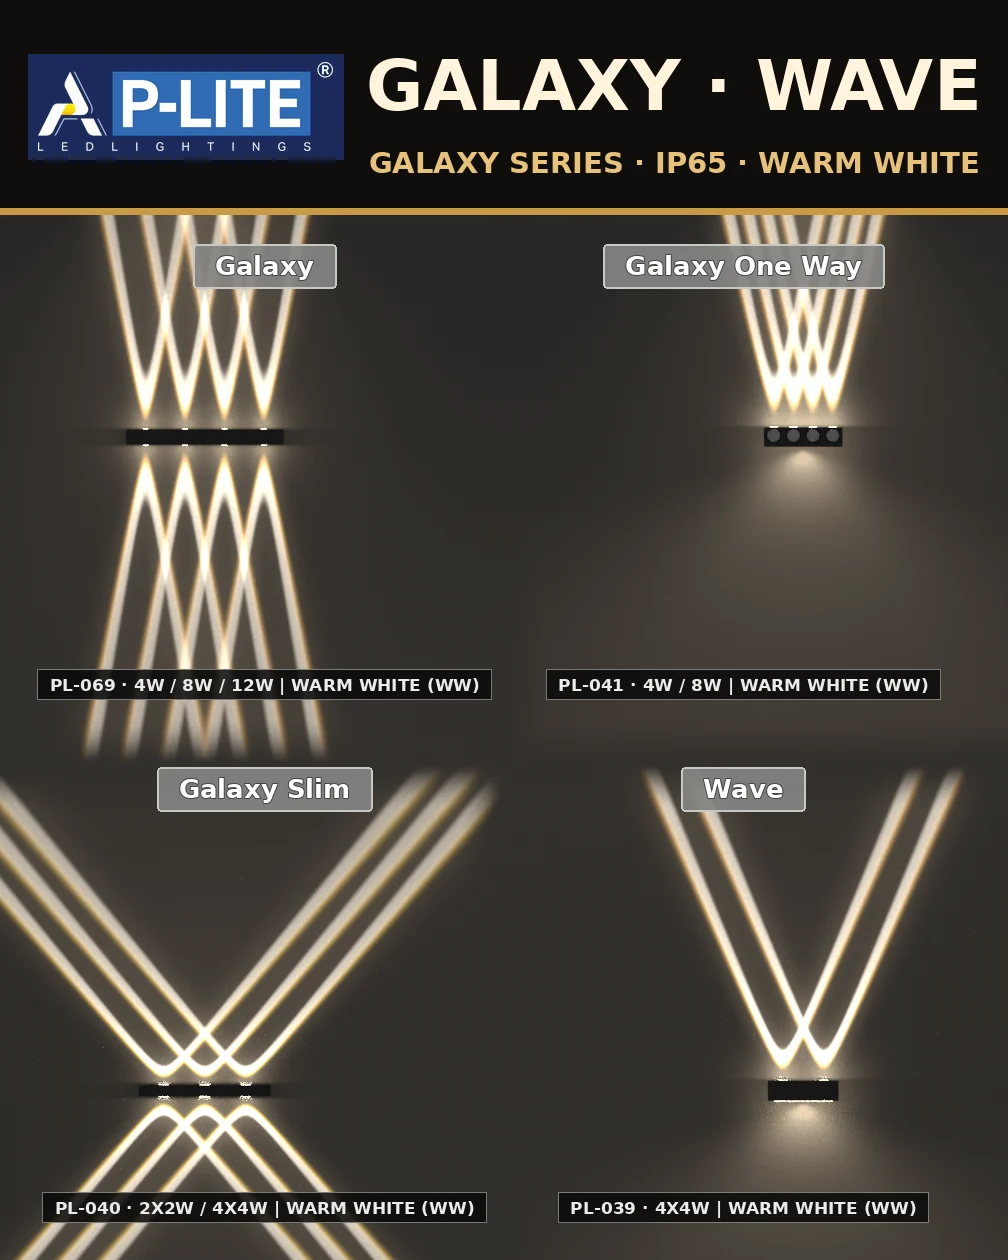 P-LITE®
LED LIGHTINGS
GALAXY · WAVE
GALAXY SERIES · IP65 · WARM WHITE
Galaxy
Galaxy One Way
PL-069 · 4W / 8W / 12W | WARM WHITE (WW)
PL-041 · 4W / 8W | WARM WHITE (WW)
Galaxy Slim
Wave
PL-040 · 2X2W / 4X4W | WARM WHITE (WW)
PL-039 · 4X4W | WARM WHITE (WW)